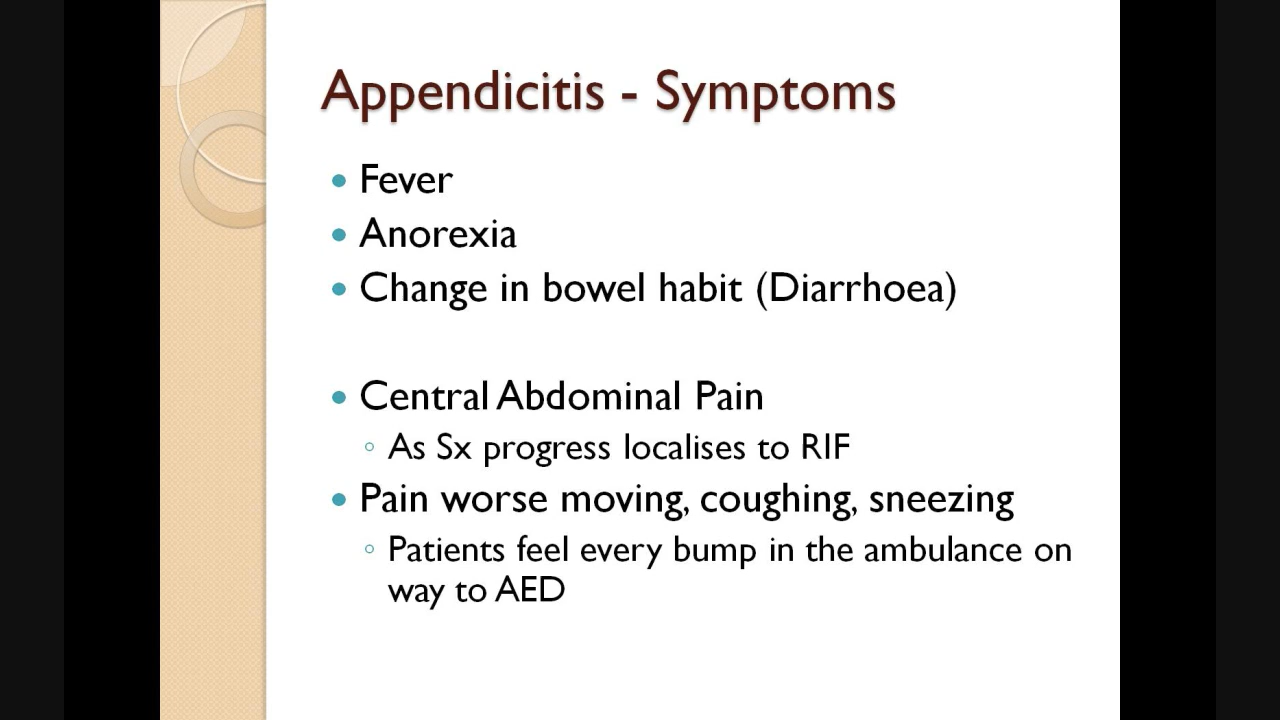 Appendicitis - Symptoms
• Fever
• Anorexia
• Change in bowel habit (Diarrhoea)
• Central Abdominal Pain
◦ As Sx progress localises to RIF
• Pain worse moving, coughing, sneezing
◦ Patients feel every bump in the ambulance on
way to AED